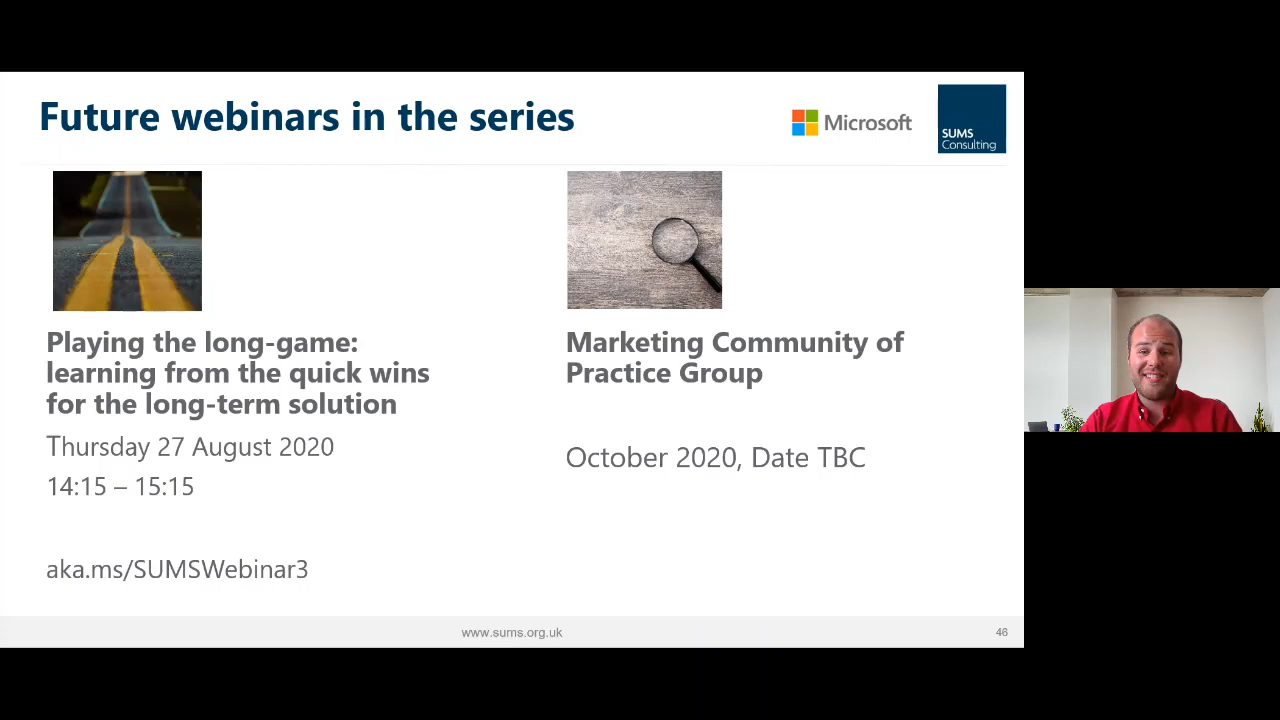 Future webinars in the series
Microsoft
SUMS
Consulting
Playing the long-game:
learning from the quick wins
for the long-term solution
Thursday 27 August 2020
14:15 – 15:15
aka.ms/SUMSWebinar3
Marketing Community of
Practice Group
October 2020, Date TBC
www.sums.org.uk
46